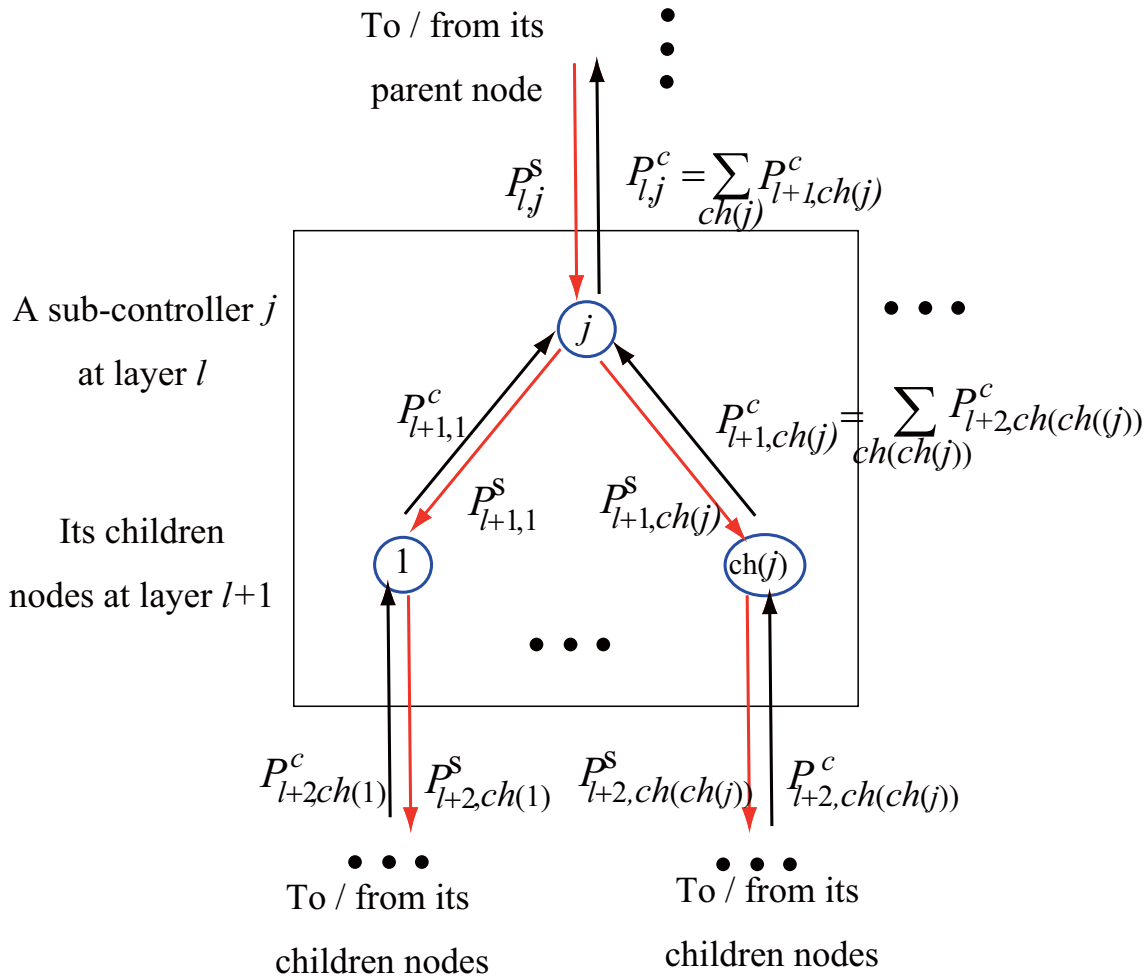 To / from its
parent node
P^s_{l,j}
P^c_{l,j} = ∑_{ch(j)} P^c_{l+1,ch(j)}
A sub-controller j
at layer l
j
P^c_{l+1,1}
P^c_{l+1,ch(j)} = ∑_{ch(ch(j))} P^c_{l+2,ch(ch((j))}
P^s_{l+1,1}
P^s_{l+1,ch(j)}
Its children
nodes at layer l+1
1
ch(j)
P^c_{l+2,ch(1)}
P^s_{l+2,ch(1)}
P^s_{l+2,ch(ch(j))}
P^c_{l+2,ch(ch(j))}
To / from its
children nodes
To / from its
children nodes